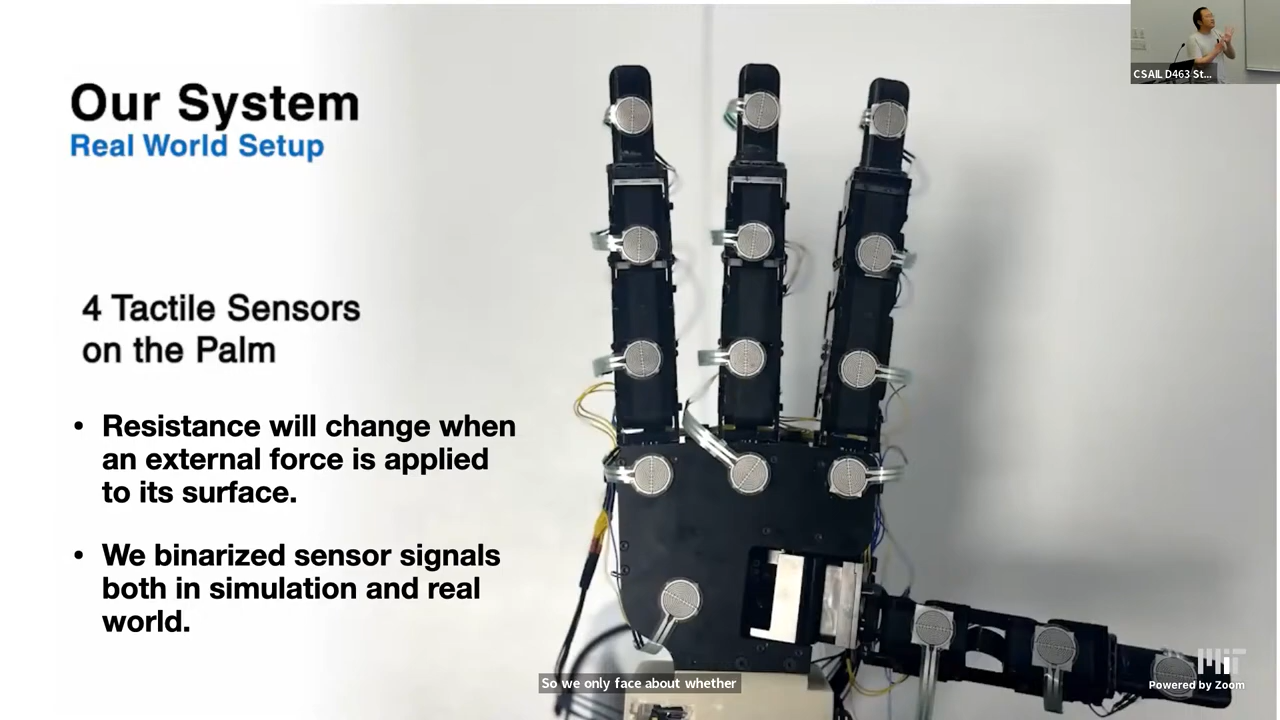 Our System
Real World Setup
4 Tactile Sensors
on the Palm
• Resistance will change when
an external force is applied
to its surface.
• We binarized sensor signals
both in simulation and real
world.
CSAIL D463 St...
So we only face about whether
MIT
Powered by Zoom